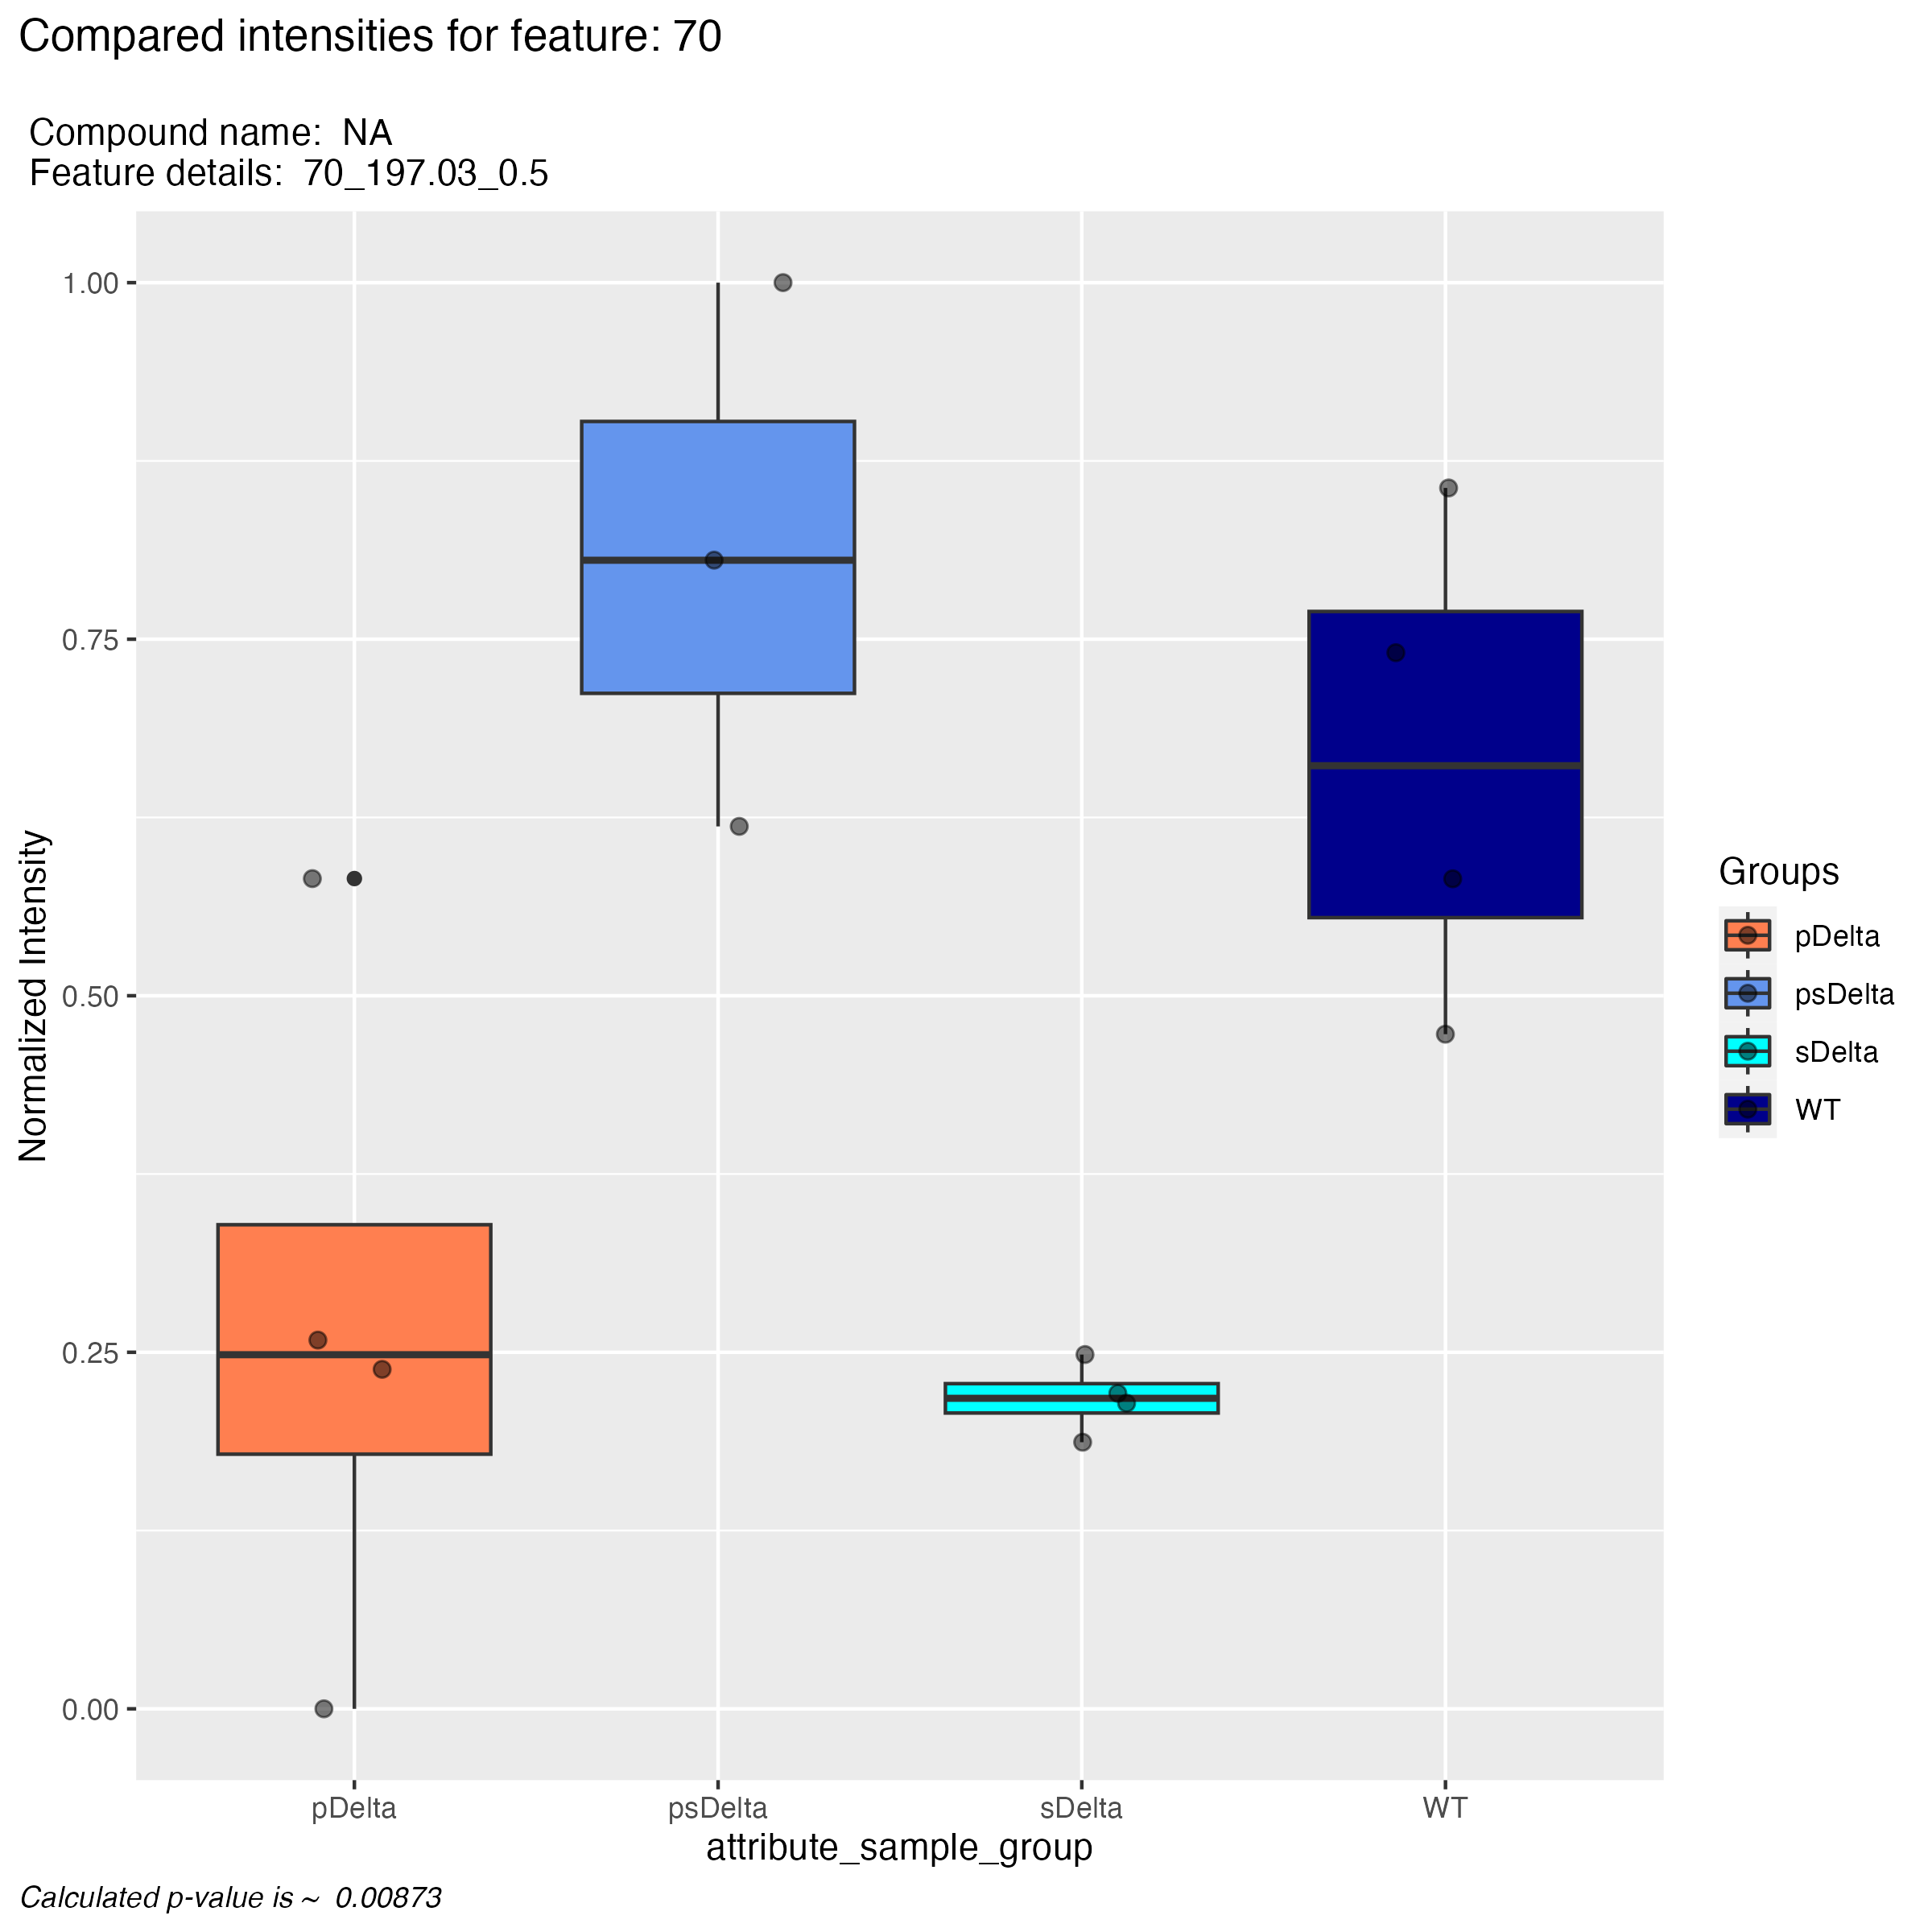 Compared intensities for feature: 70
Compound name:  NA
Feature details:  70_197.03_0.5
1.00
0.75
0.50
0.25
0.00
Normalized Intensity
pDelta
psDelta
sDelta
WT
attribute_sample_group
Groups
pDelta
psDelta
sDelta
WT
Calculated p-value is ~  0.00873